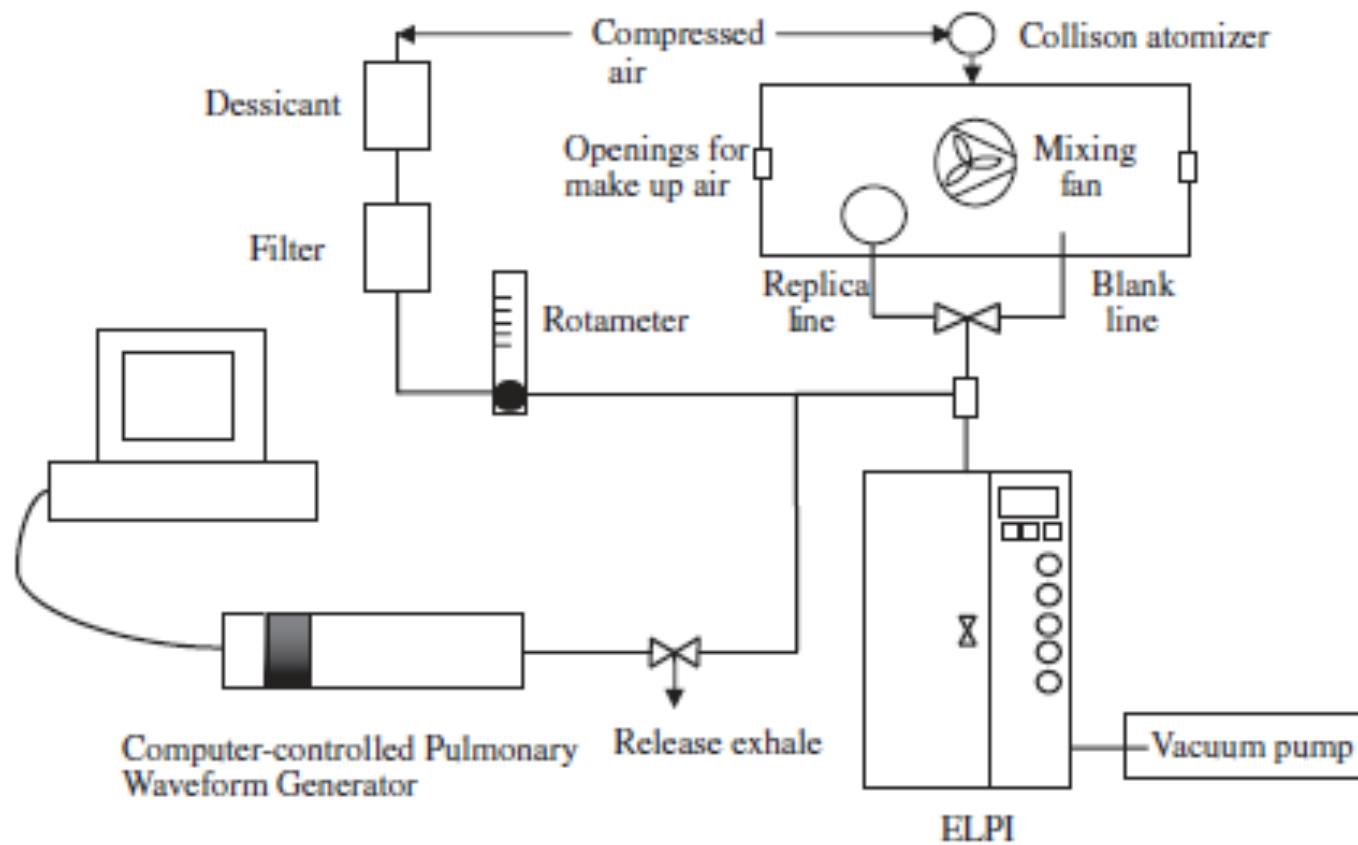 Compressed
air
Collison atomizer
Dessicant
Openings for
make up air
Mixing
fan
Filter
Replica
line
Blank
line
Rotameter
Computer-controlled Pulmonary
Waveform Generator
Release exhale
Vacuum pump
ELPI